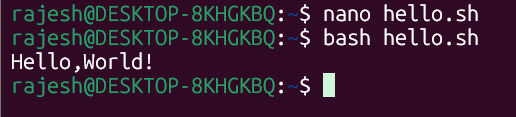 rajesh@DESKTOP-8KHGKBQ:~$ nano hello.sh
rajesh@DESKTOP-8KHGKBQ:~$ bash hello.sh
Hello,World!
rajesh@DESKTOP-8KHGKBQ:~$